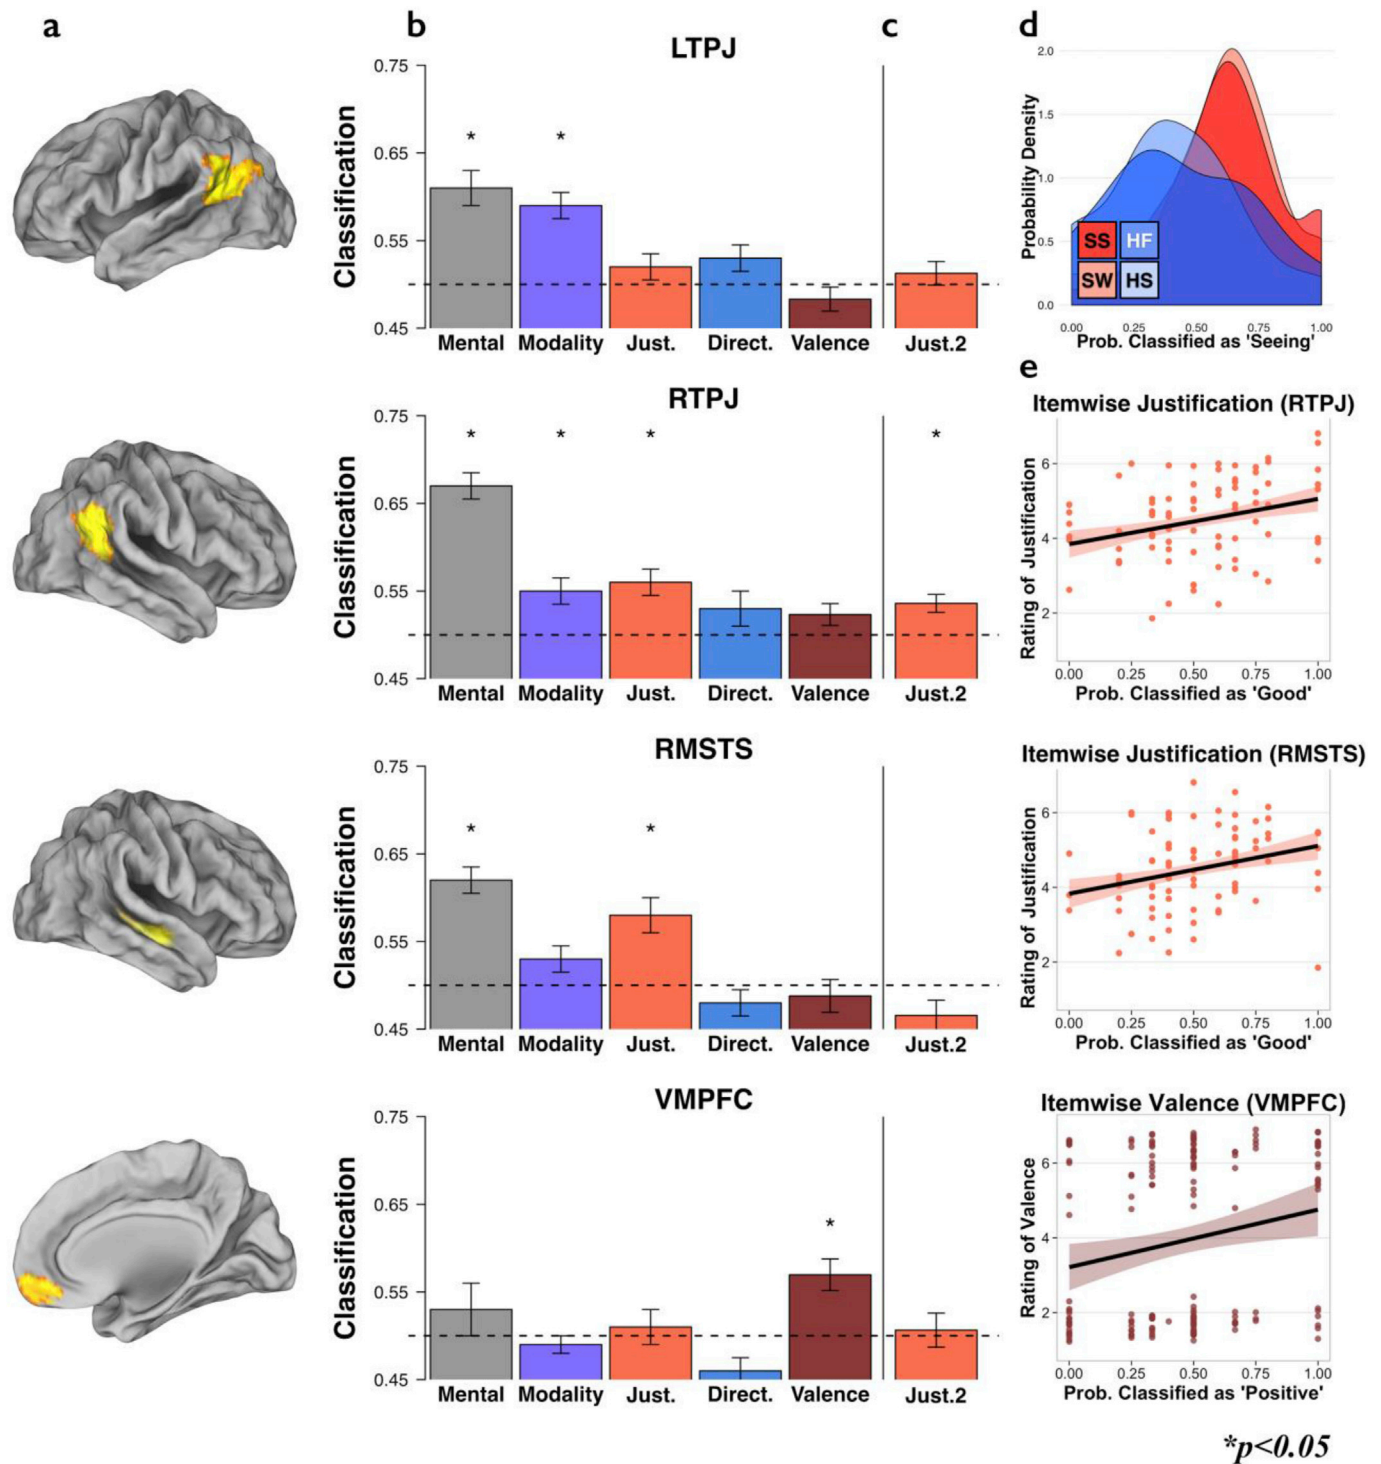 a b c d
LTPJ
Classification
0.75
0.65
0.55
0.45
* *
Mental Modality Just. Direct. Valence Just.2
Probability Density
2.0
1.5
1.0
0.5
0.0
SS HF
SW HS
0.00 0.25 0.50 0.75 1.00
Prob. Classified as 'Seeing'
RTPJ
Classification
0.75
0.65
0.55
0.45
* * * *
Mental Modality Just. Direct. Valence Just.2
e
Itemwise Justification (RTPJ)
Rating of Justification
6
4
2
0.00 0.25 0.50 0.75 1.00
Prob. Classified as 'Good'
RMSTS
Classification
0.75
0.65
0.55
0.45
* *
Mental Modality Just. Direct. Valence Just.2
Itemwise Justification (RMSTS)
Rating of Justification
6
4
2
0.00 0.25 0.50 0.75 1.00
Prob. Classified as 'Good'
VMPFC
Classification
0.75
0.65
0.55
0.45
*
Mental Modality Just. Direct. Valence Just.2
Itemwise Valence (VMPFC)
Rating of Valence
6
4
2
0.00 0.25 0.50 0.75 1.00
Prob. Classified as 'Positive'
*p<0.05